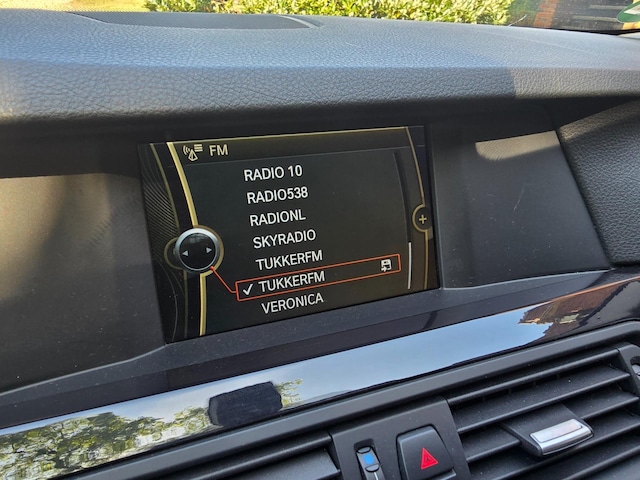 FM
RADIO 10
RADIO538
RADIONL
SKYRADIO
TUKKERFM
TUKKERFM
VERONICA